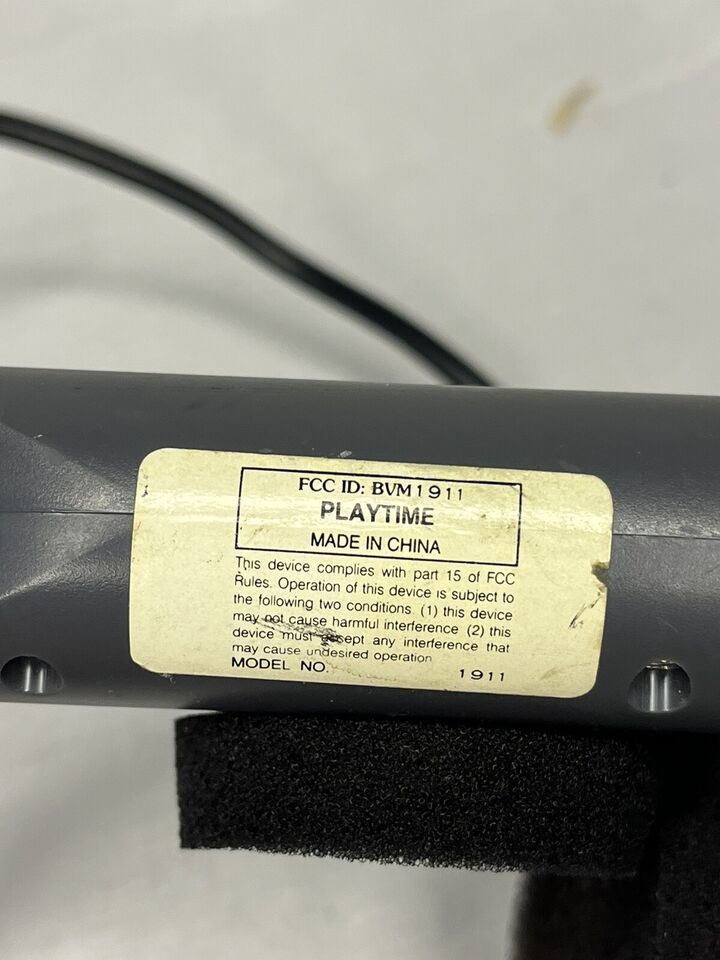 FCC ID: BVM1911
PLAYTIME
MADE IN CHINA
This device complies with part 15 of FCC
Rules. Operation of this device is subject to
the following two conditions. (1) this device
may not cause harmful interference (2) this
device must accept any interference that
may cause undesired operation
MODEL NO. 1911